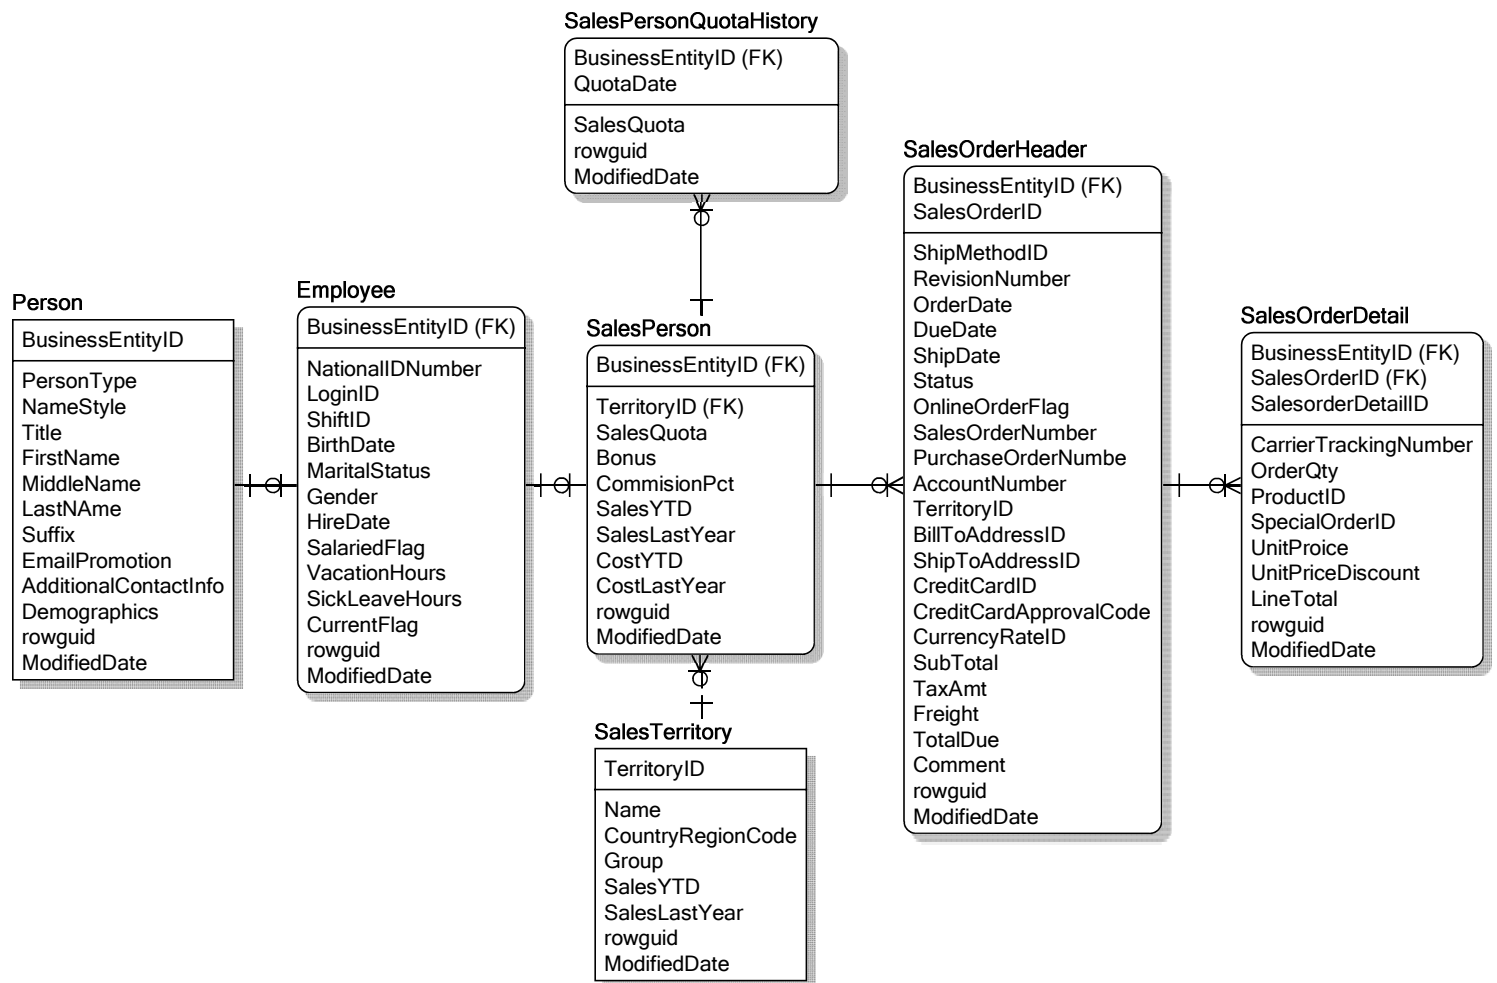 SalesPersonQuotaHistory
BusinessEntityID (FK)
QuotaDate
SalesQuota
rowguid
ModifiedDate
Person
BusinessEntityID
PersonType
NameStyle
Title
FirstName
MiddleName
LastNAme
Suffix
EmailPromotion
AdditionalContactInfo
Demographics
rowguid
ModifiedDate
Employee
BusinessEntityID (FK)
NationalIDNumber
LoginID
ShiftID
BirthDate
MaritalStatus
Gender
HireDate
SalariedFlag
VacationHours
SickLeaveHours
CurrentFlag
rowguid
ModifiedDate
SalesPerson
BusinessEntityID (FK)
TerritoryID (FK)
SalesQuota
Bonus
CommisionPct
SalesYTD
SalesLastYear
CostYTD
CostLastYear
rowguid
ModifiedDate
SalesTerritory
TerritoryID
Name
CountryRegionCode
Group
SalesYTD
SalesLastYear
rowguid
ModifiedDate
SalesOrderHeader
BusinessEntityID (FK)
SalesOrderID
ShipMethodID
RevisionNumber
OrderDate
DueDate
ShipDate
Status
OnlineOrderFlag
SalesOrderNumber
PurchaseOrderNumbe
AccountNumber
TerritoryID
BillToAddressID
ShipToAddressID
CreditCardID
CreditCardApprovalCode
CurrencyRateID
SubTotal
TaxAmt
Freight
TotalDue
Comment
rowguid
ModifiedDate
SalesOrderDetail
BusinessEntityID (FK)
SalesOrderID (FK)
SalesorderDetailID
CarrierTrackingNumber
OrderQty
ProductID
SpecialOrderID
UnitProice
UnitPriceDiscount
LineTotal
rowguid
ModifiedDate